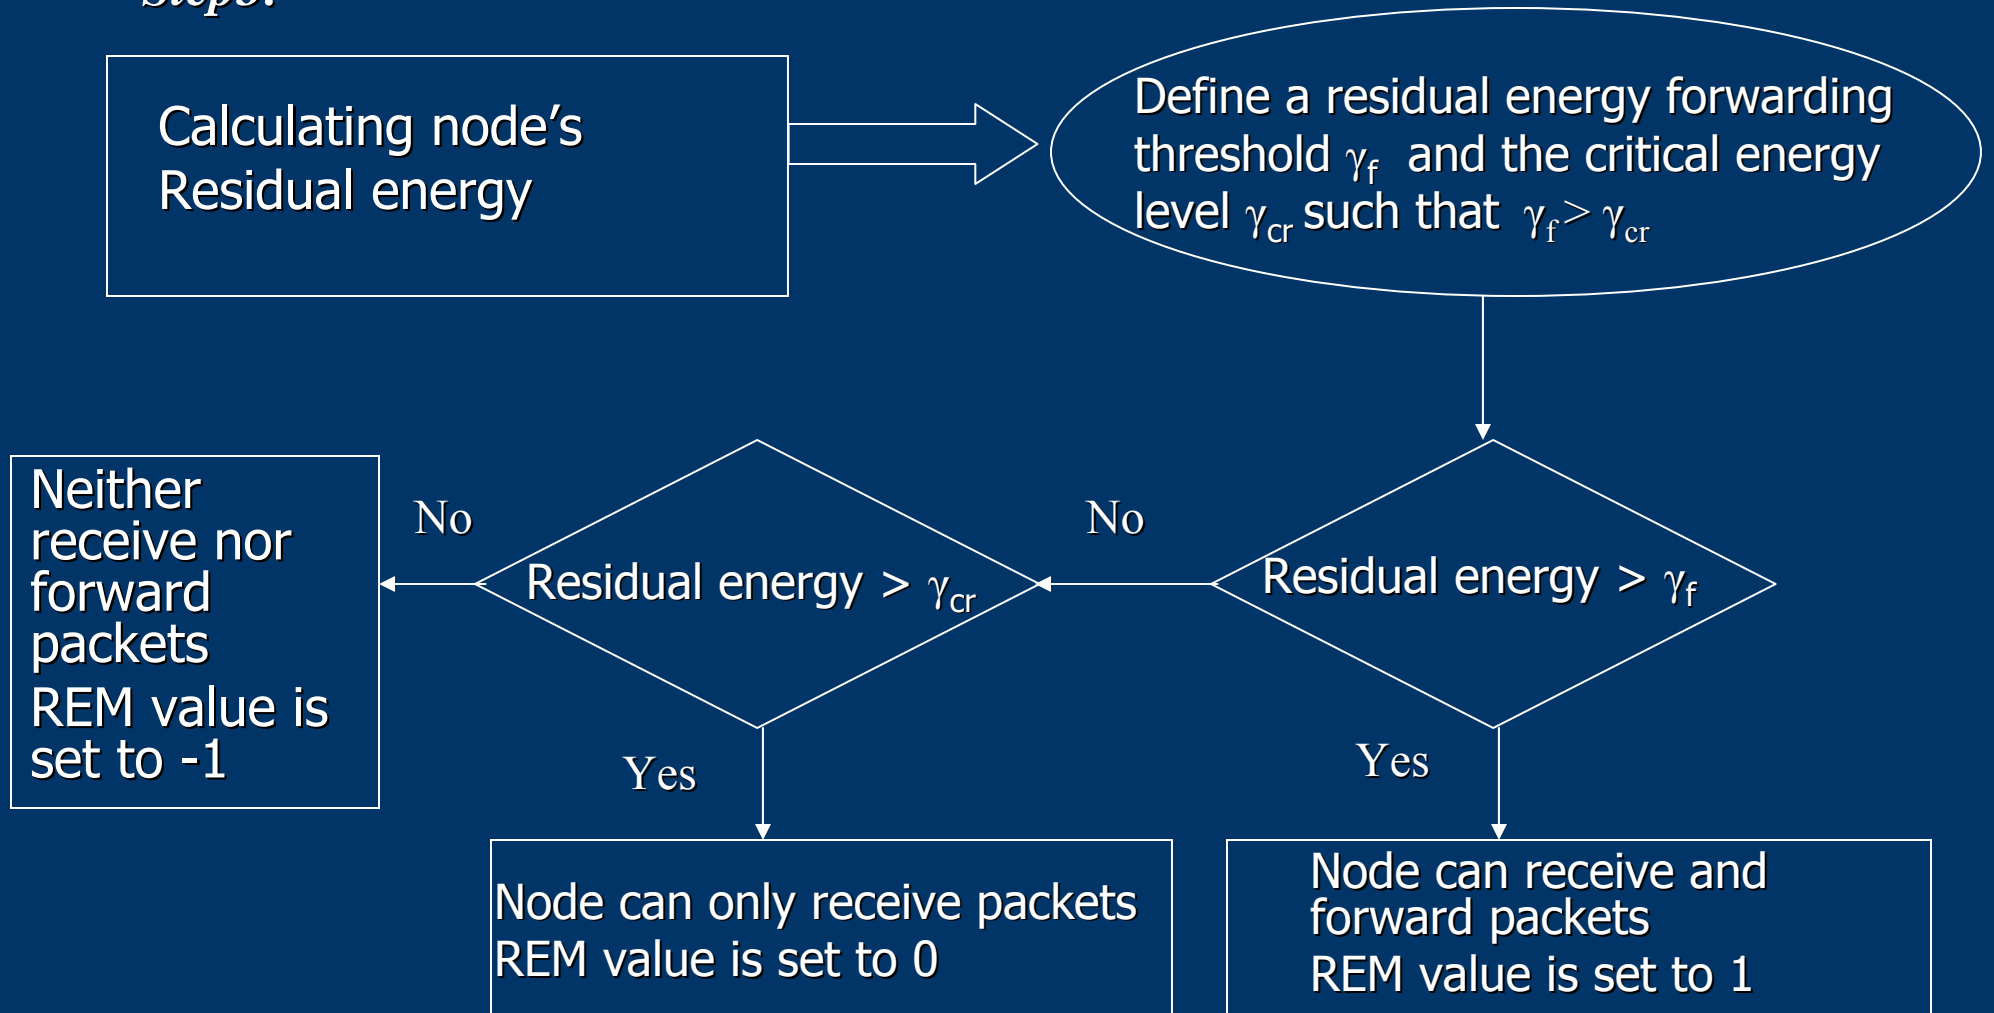 Steps:
Calculating node’s
Residual energy
Define a residual energy forwarding
threshold γf and the critical energy
level γcr such that γf > γcr
No
No
Neither
receive nor
forward
packets
REM value is
set to -1
Residual energy > γcr
Residual energy > γf
Yes
Yes
Node can only receive packets
REM value is set to 0
Node can receive and
forward packets
REM value is set to 1